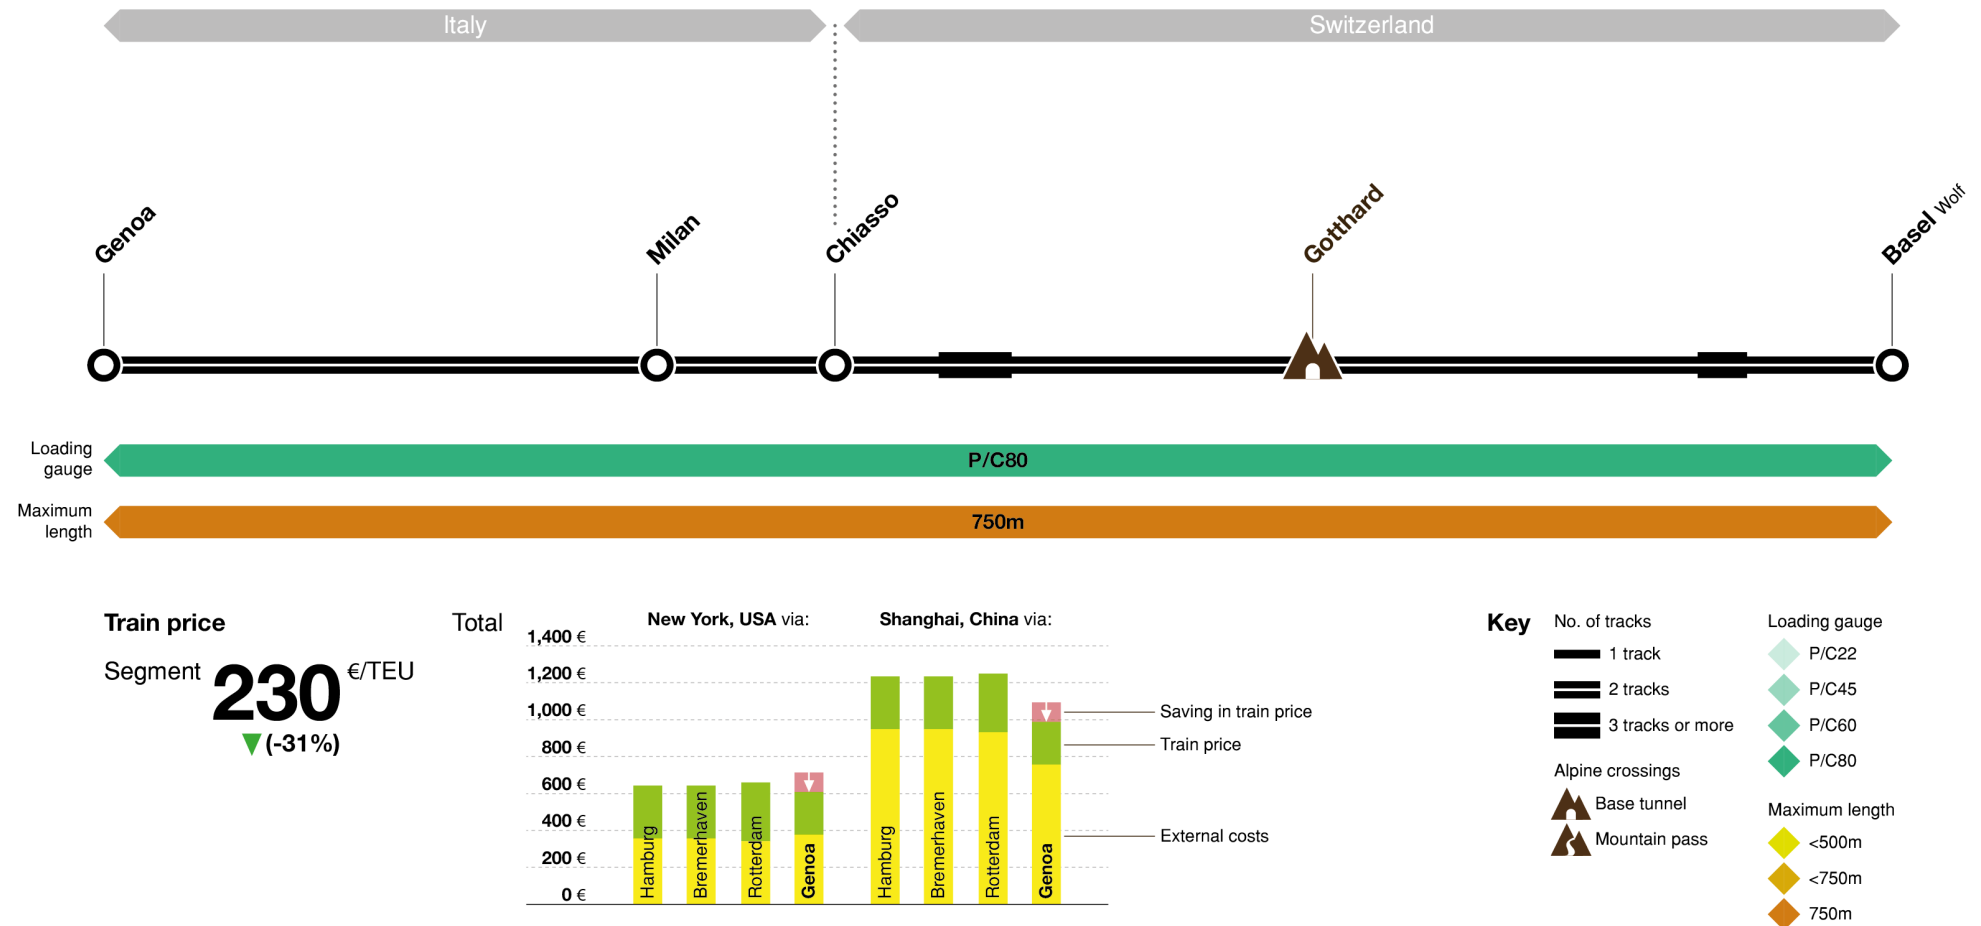 Italy
Switzerland
Genoa
Milan
Chiasso
Gotthard
Basel Wolf
Loading
gauge
P/C80
Maximum
length
750m
Train price
Segment 230 €/TEU
(-31%)
Total
New York, USA via:
Shanghai, China via:
1,400 €
1,200 €
1,000 €
800 €
600 €
400 €
200 €
0 €
Hamburg
Bremerhaven
Rotterdam
Genoa
Hamburg
Bremerhaven
Rotterdam
Genoa
Saving in train price
Train price
External costs
Key
No. of tracks
1 track
2 tracks
3 tracks or more
Alpine crossings
Base tunnel
Mountain pass
Loading gauge
P/C22
P/C45
P/C60
P/C80
Maximum length
<500m
<750m
750m